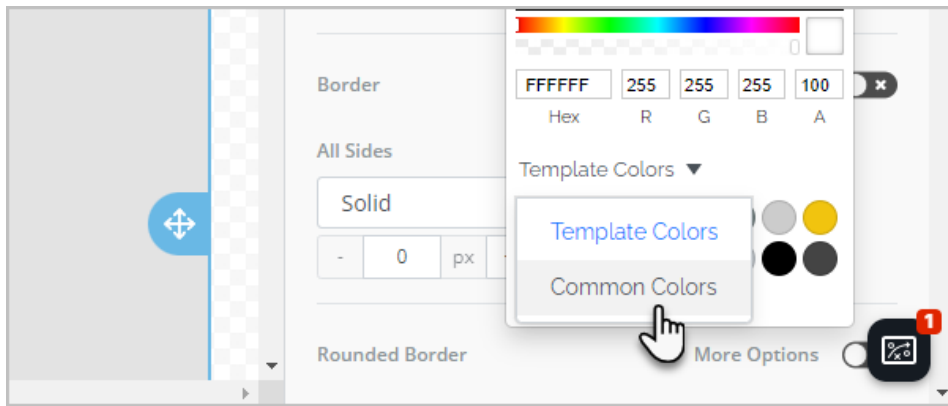 Border
FFFFFF 255 255 255 100
Hex R G B A
All Sides
Template Colors
Solid
Template Colors
- 0 px -
Common Colors
1
Rounded Border More Options